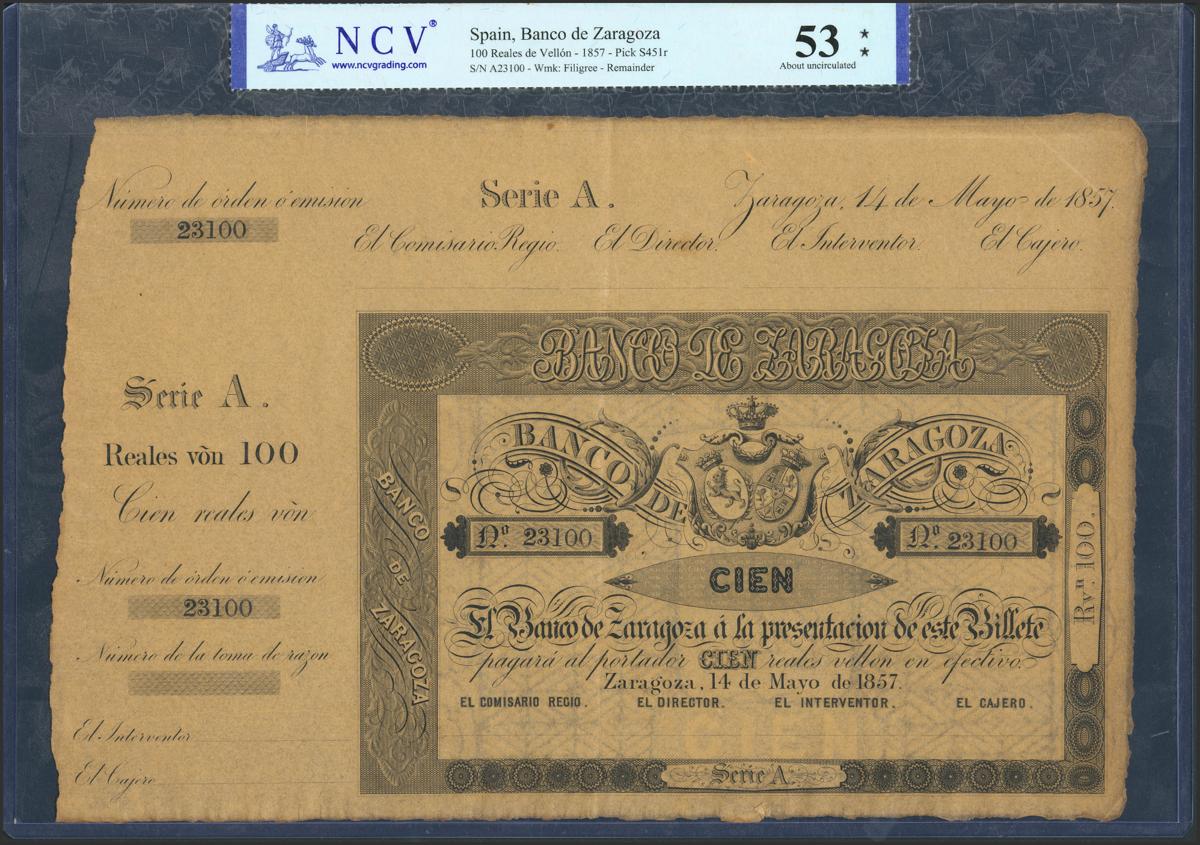 NCV®
www.ncvgrading.com
Spain, Banco de Zaragoza
100 Reales de Vellón - 1857 - Pick S451r
S/N A23100 - Wmk: Filigree - Remainder
53 ★★
About uncirculated
Número de órden ó emision
23100
Serie A.
Zaragoza, 14 de Mayo de 1857.
El Comisario Regio. El Director. El Interventor. El Cajero.
Serie A.
Reales vòn 100
Cien reales vòn
Número de órden ó emision
23100
Número de la toma de razon
El Interventor
El Cajero
BANCO DE ZARAGOZA
BANCO DE ZARAGOZA
BANCO DE ZARAGOZA
Nº. 23100
Nº. 23100
CIEN
El Banco de Zaragoza á la presentacion de este Billete
pagará al portador CIEN reales vellon en efectivo.
Zaragoza, 14 de Mayo de 1857.
EL COMISARIO REGIO. EL DIRECTOR. EL INTERVENTOR. EL CAJERO.
Rvn. 100.
Serie A.